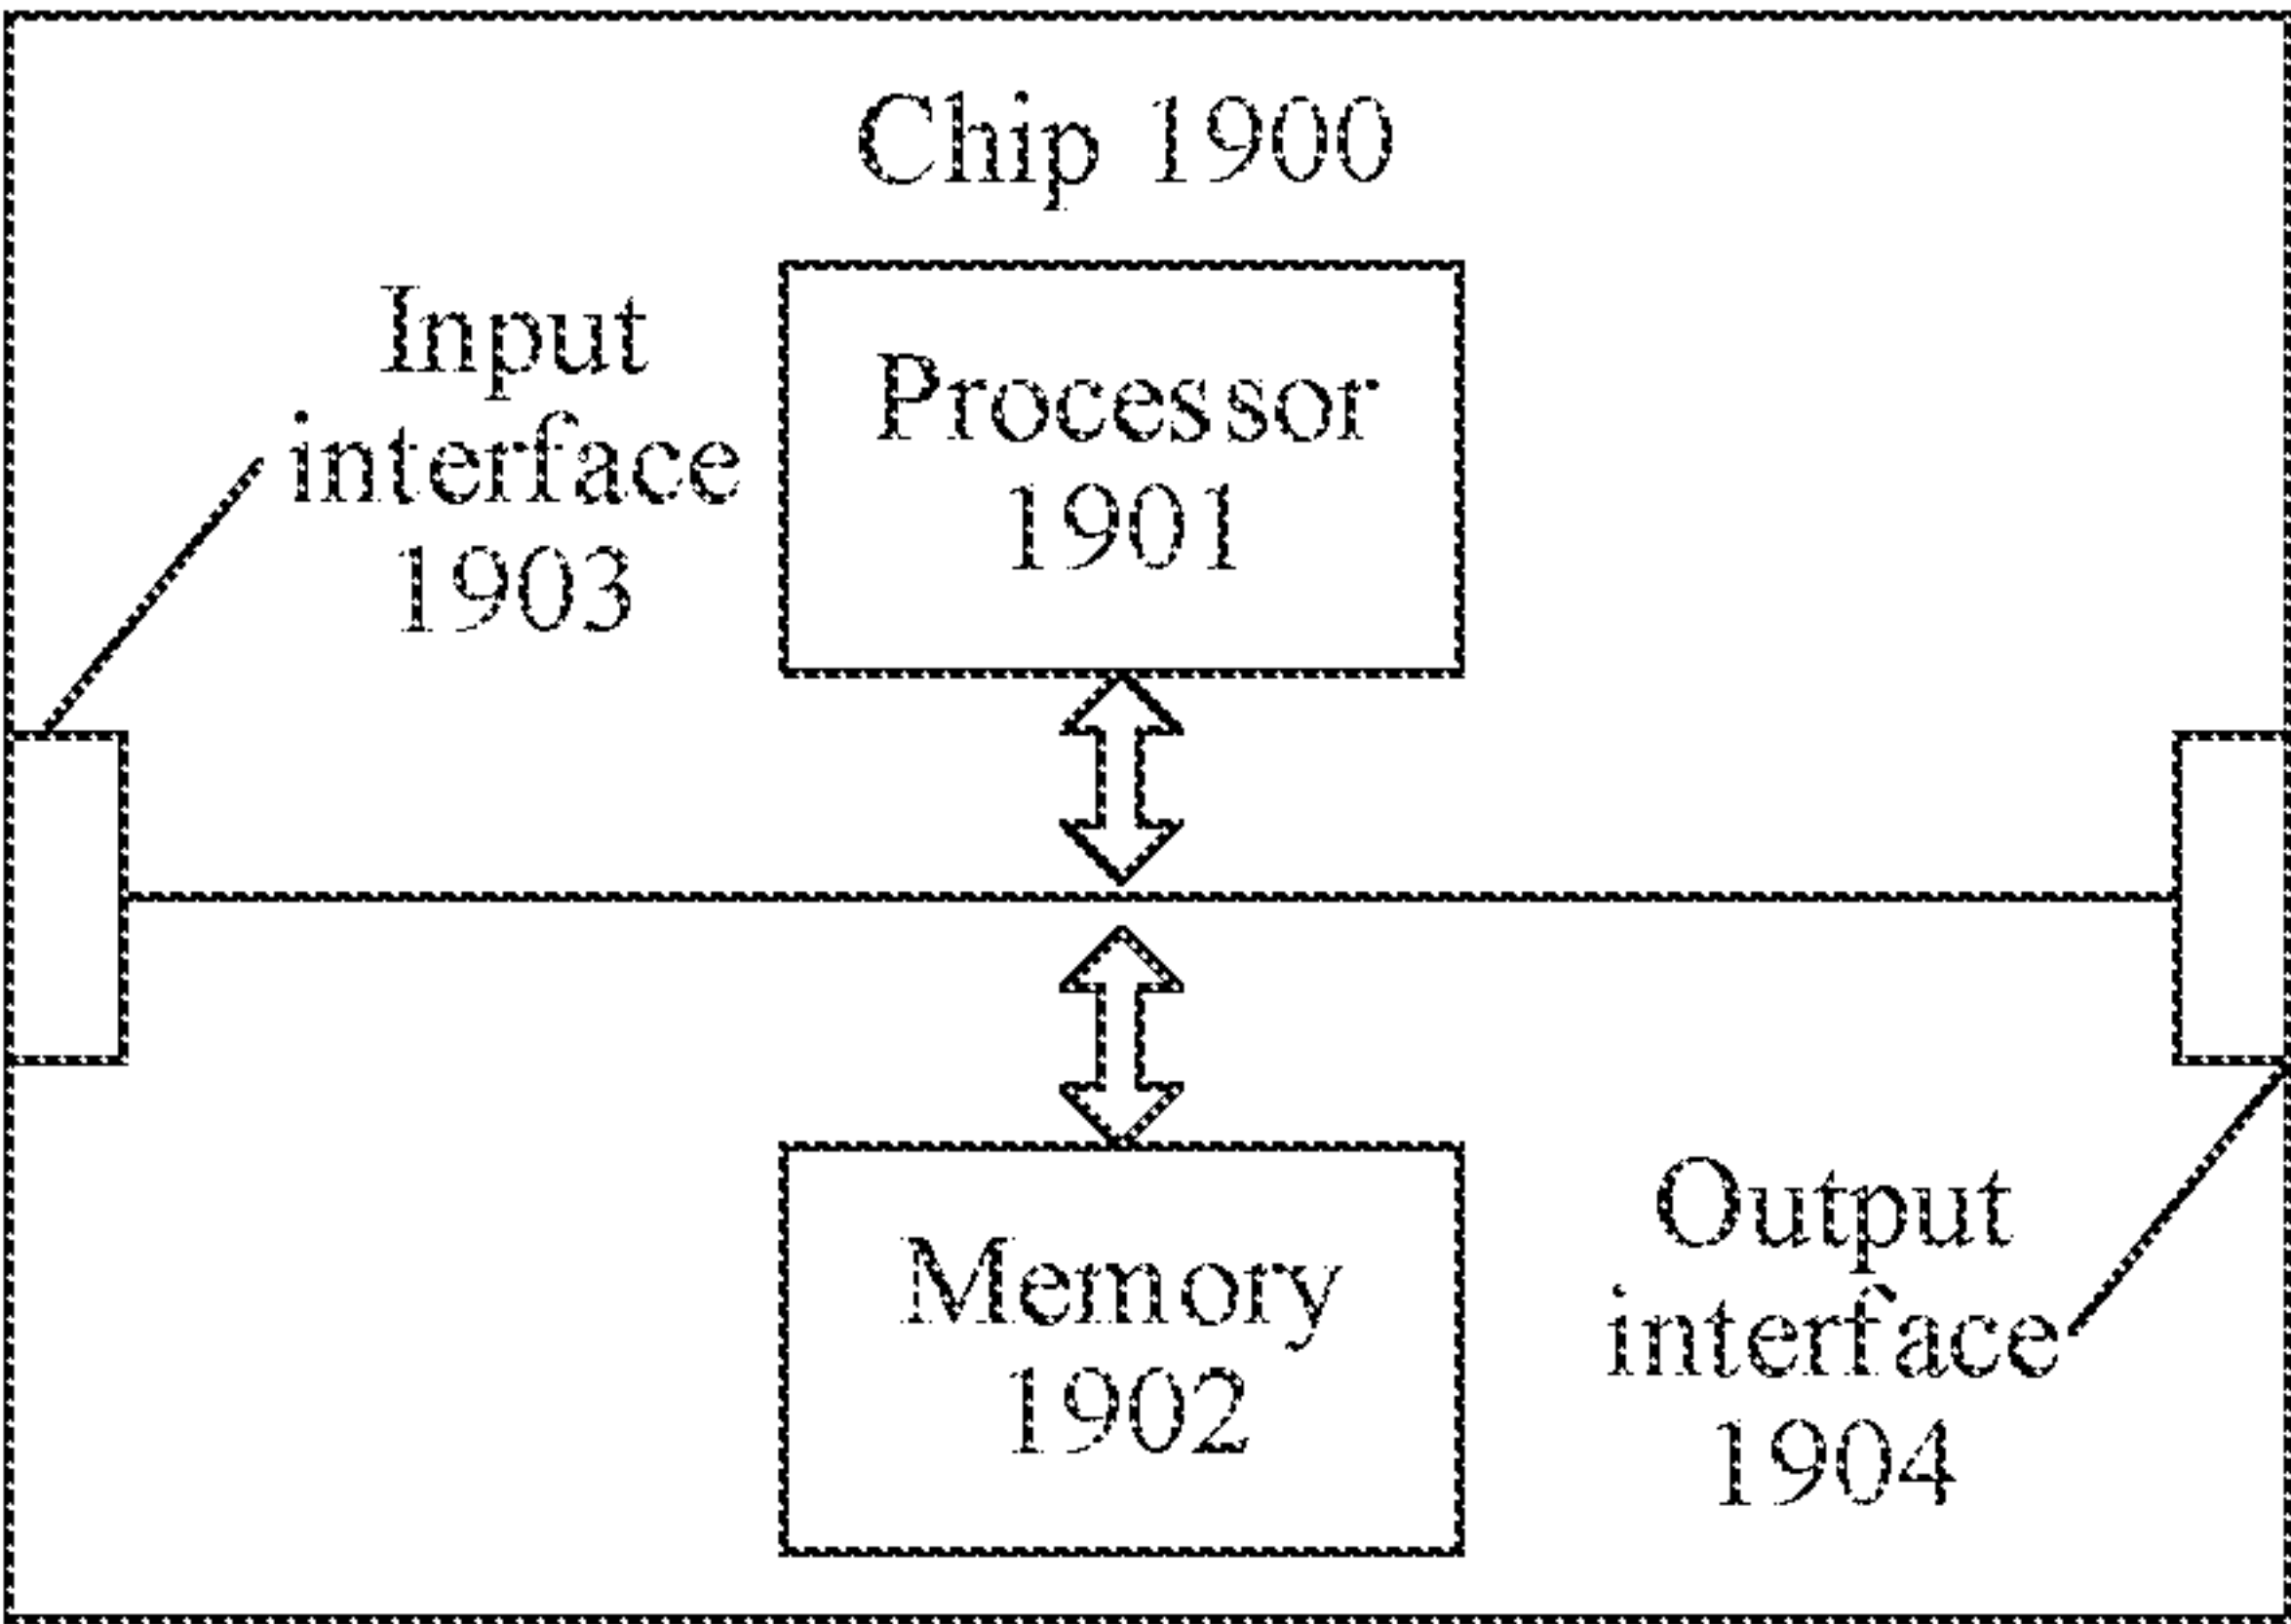 Chip 1900
Input
interface
1903
Processor
1901
Memory
1902
Output
interface
1904